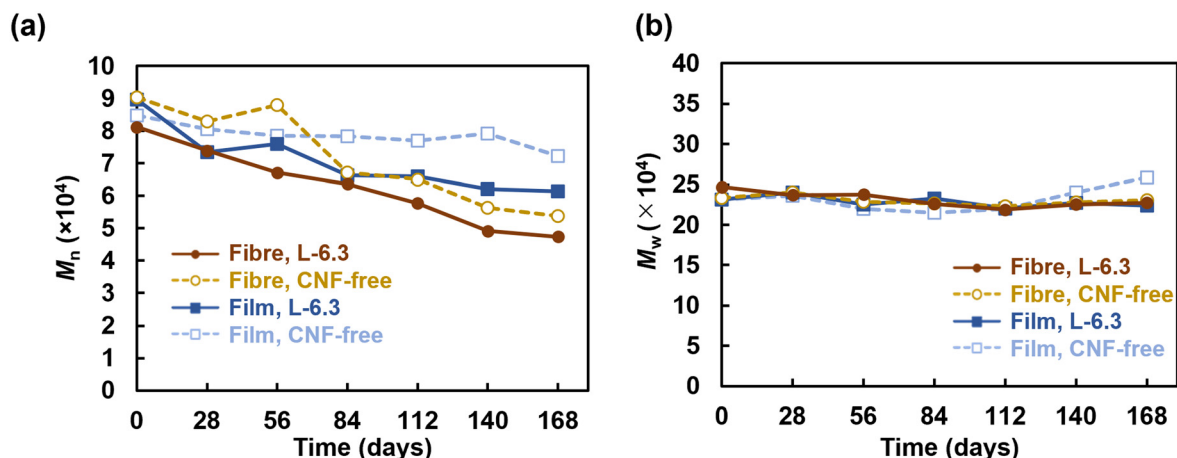 (a)
10
9
8
7
6
5
4
3
2
1
0
Mn (×10⁴)
Fibre, L-6.3
Fibre, CNF-free
Film, L-6.3
Film, CNF-free
0 28 56 84 112 140 168
Time (days)
(b)
40
35
30
25
20
15
10
5
0
Mw (×10⁴)
Fibre, L-6.3
Fibre, CNF-free
Film, L-6.3
Film, CNF-free
0 28 56 84 112 140 168
Time (days)